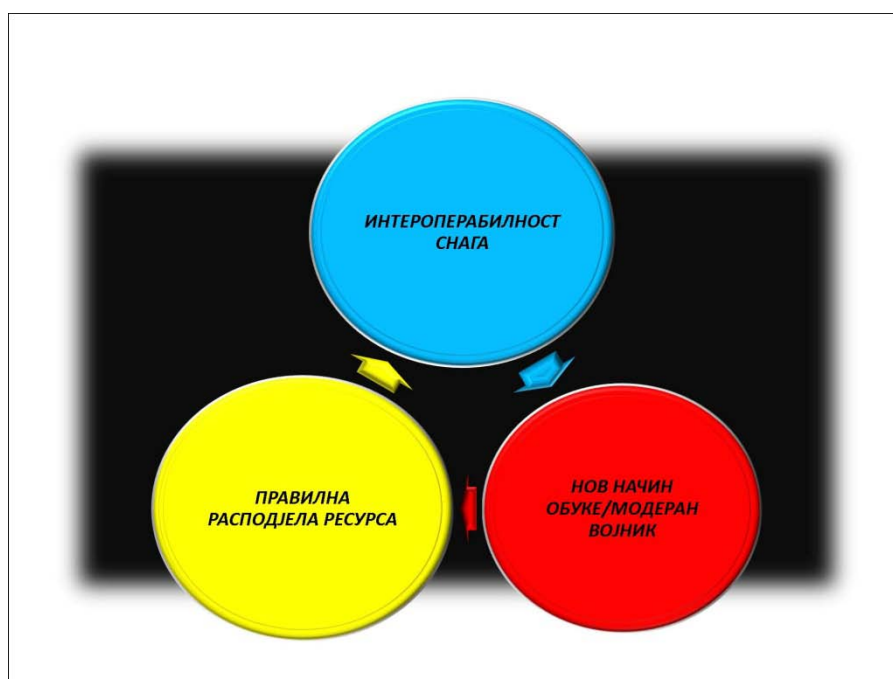 ИНТЕРОПЕРАБИЛНОСТ
СНАГА
ПРАВИЛНА
РАСПОДЈЕЛА РЕСУРСА
НОВ НАЧИН
ОБУКЕ/МОДЕРАН
ВОЈНИК